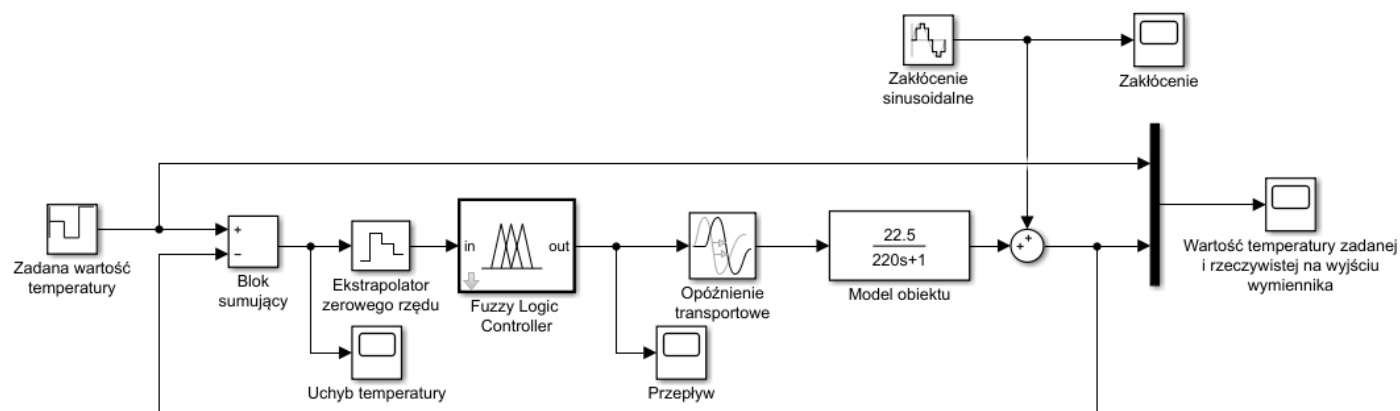 Zakłócenie
sinusoidalne
Zakłócenie
Zadana wartość
temperatury
+
−
Blok
sumujący
Ekstrapolator
zerowego rzędu
in
out
Fuzzy Logic
Controller
Opóźnienie
transportowe
22.5
220s+1
Model obiektu
+
+
Wartość temperatury zadanej
i rzeczywistej na wyjściu
wymiennika
Uchyb temperatury
Przepływ